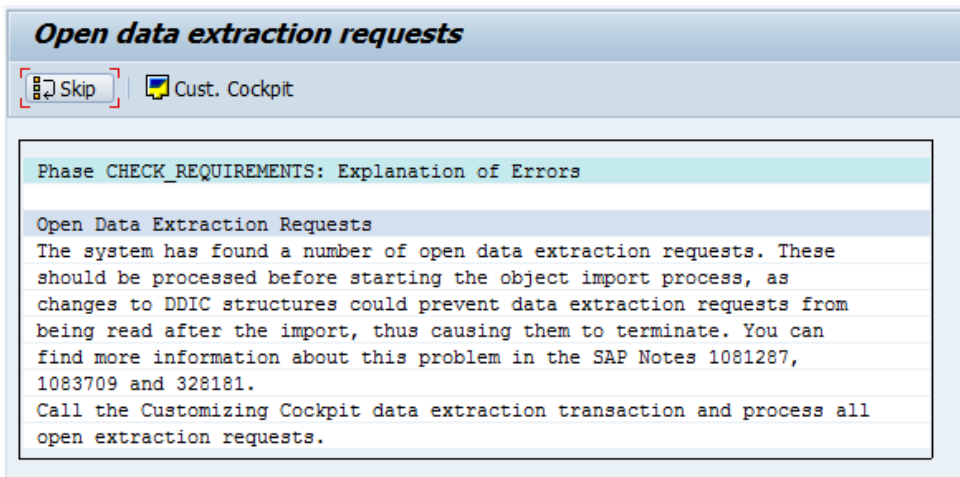 Open data extraction requests
Skip Cust. Cockpit
Phase CHECK_REQUIREMENTS: Explanation of Errors
Open Data Extraction Requests
The system has found a number of open data extraction requests. These
should be processed before starting the object import process, as
changes to DDIC structures could prevent data extraction requests from
being read after the import, thus causing them to terminate. You can
find more information about this problem in the SAP Notes 1081287,
1083709 and 328181.
Call the Customizing Cockpit data extraction transaction and process all
open extraction requests.